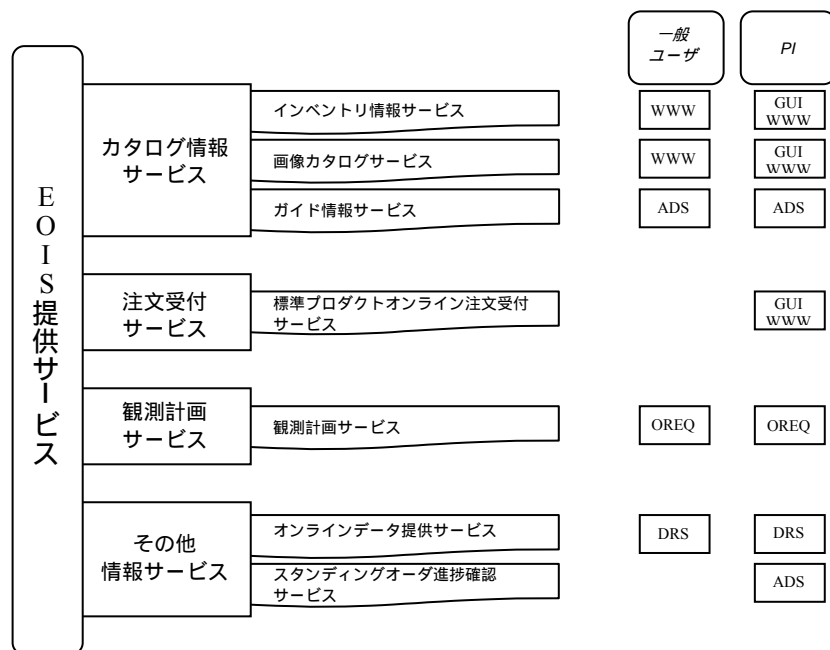 一般
ユーザ
PI
EOIS提供サービス
カタログ情報
サービス
インベントリ情報サービス
WWW
GUI
WWW
画像カタログサービス
WWW
GUI
WWW
ガイド情報サービス
ADS
ADS
注文受付
サービス
標準プロダクトオンライン注文受付
サービス
GUI
WWW
観測計画
サービス
観測計画サービス
OREQ
OREQ
その他
情報サービス
オンラインデータ提供サービス
DRS
DRS
スタンディングオーダ進捗確認
サービス
ADS